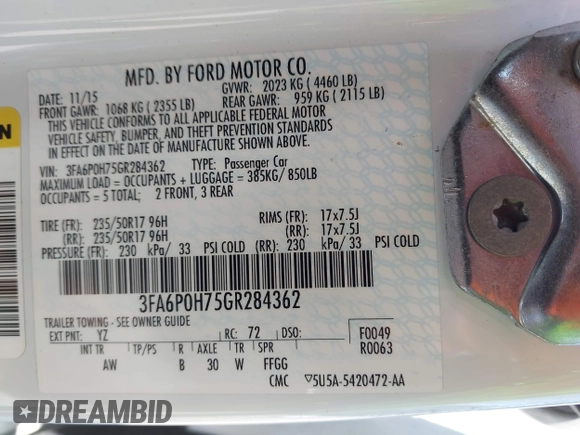 MFD. BY FORD MOTOR CO.
DATE: 11/15 GVWR: 2023 KG ( 4460 LB)
FRONT GAWR: 1068 KG ( 2355 LB) REAR GAWR: 959 KG ( 2115 LB)
THIS VEHICLE CONFORMS TO ALL APPLICABLE FEDERAL MOTOR
VEHICLE SAFETY, BUMPER, AND THEFT PREVENTION STANDARDS
IN EFFECT ON THE DATE OF MANUFACTURE SHOWN ABOVE.
VIN: 3FA6P0H75GR284362 TYPE: Passenger Car
MAXIMUM LOAD = OCCUPANTS + LUGGAGE = 385KG/ 850LB
OCCUPANTS = 5 TOTAL; 2 FRONT, 3 REAR
TIRE (FR): 235/50R17 96H RIMS (FR): 17x7.5J
(RR): 235/50R17 96H (RR): 17x7.5J
PRESSURE (FR): 230 kPa/ 33 PSI COLD (RR): 230 kPa/ 33 PSI COLD
3FA6P0H75GR284362
TRAILER TOWING - SEE OWNER GUIDE
EXT PNT: YZ RC: 72 DSO: F0049
INT TR TP/PS R AXLE TR SPR R0063
AW B 30 W FFGG
CMC ▽5U5A-5420472-AA
DREAMBID